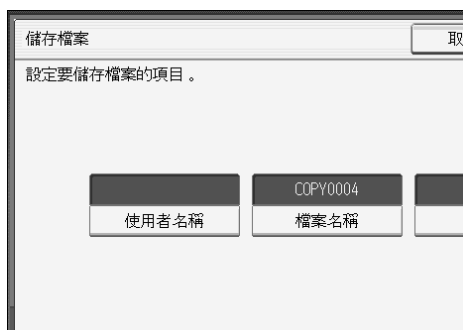 儲存檔案
取
設定要儲存檔案的項目。
COPY0004
使用者名稱
檔案名稱